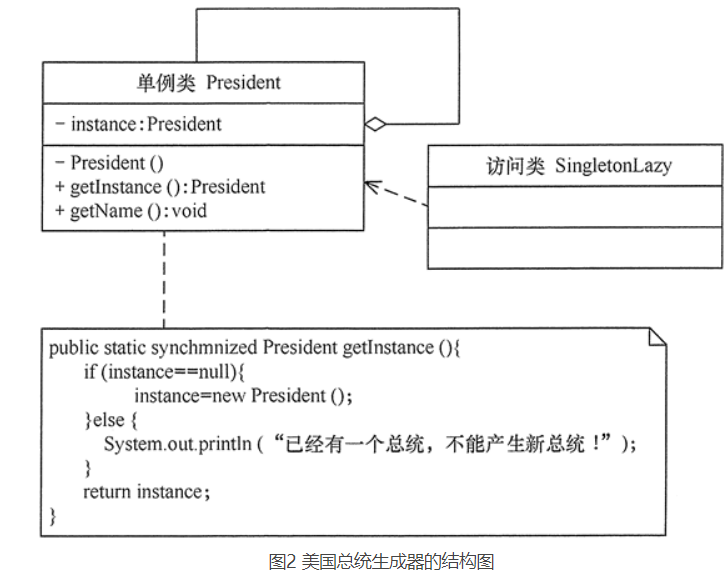 单例类 President
- instance:President
- President ()
+ getInstance ():President
+ getName ():void
访问类 SingletonLazy
public static synchmnized President getInstance (){
if (instance==null){
instance=new President ();
}else {
System.out.println (“已经有一个总统，不能产生新总统！”);
}
return instance;
}
图2 美国总统生成器的结构图